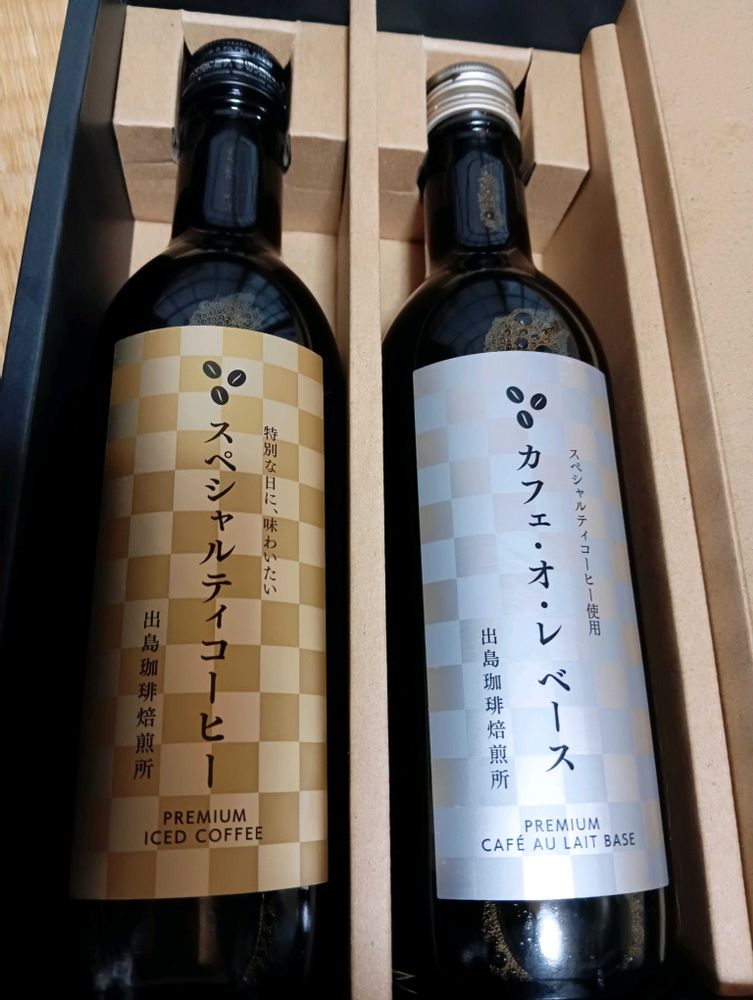 特別な日に、味わいたい
スペシャルティコーヒー
出島珈琲焙煎所
PREMIUM
ICED COFFEE
スペシャルティコーヒー使用
カフェ・オ・レ ベース
出島珈琲焙煎所
PREMIUM
CAFÉ AU LAIT BASE